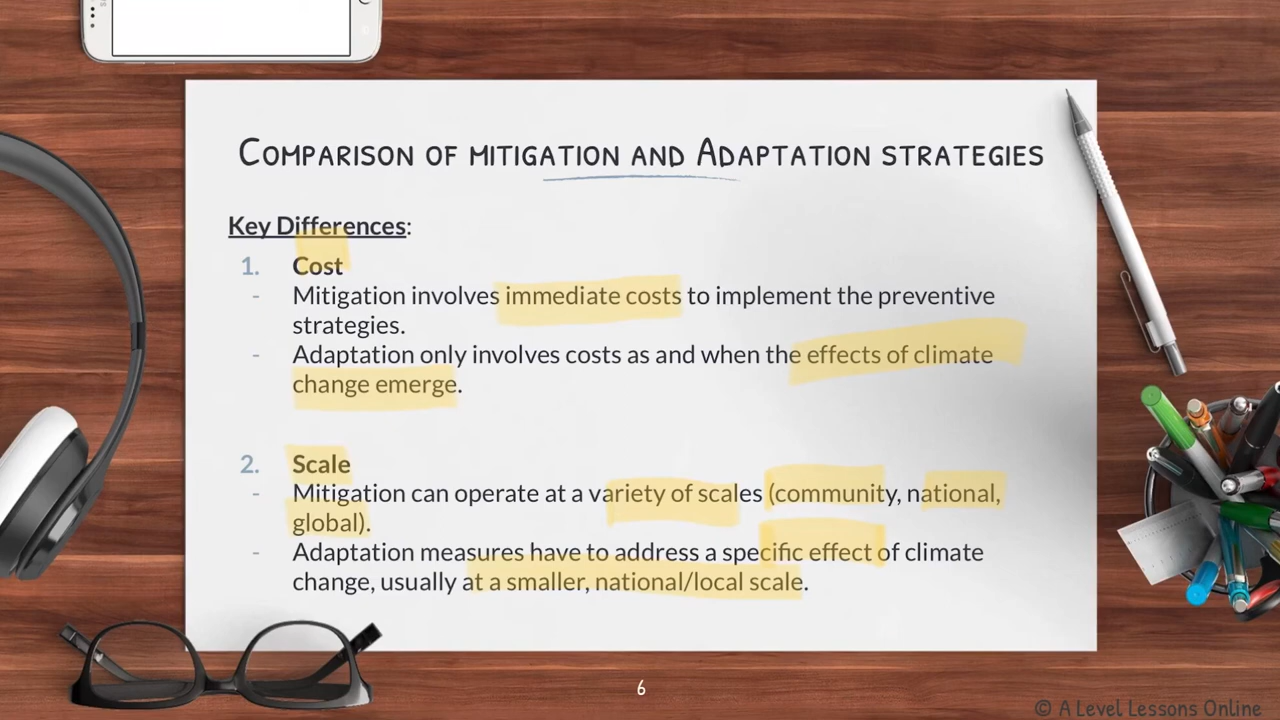 Comparison of mitigation and Adaptation strategies
Key Differences:
1. Cost
- Mitigation involves immediate costs to implement the preventive
strategies.
- Adaptation only involves costs as and when the effects of climate
change emerge.
2. Scale
- Mitigation can operate at a variety of scales (community, national,
global).
- Adaptation measures have to address a specific effect of climate
change, usually at a smaller, national/local scale.
6
© A Level Lessons Online